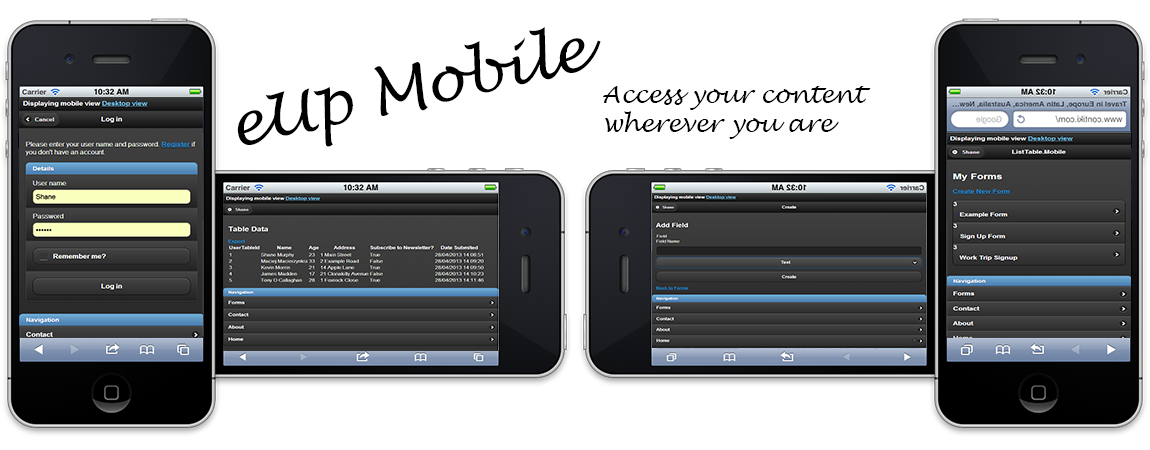 eUp Mobile
Access your content
wherever you are
Carrier 10:32 AM
Displaying mobile view Desktop view
Cancel Log in
Please enter your user name and password. Register if
you don't have an account.
Details
User name
Shane
Password
••••••
Remember me?
Log in
Navigation
Contact
Carrier 10:32 AM
Displaying mobile view Desktop view
Shane
Table Data
Export
UserTableId Name Age Address Subscribe to Newsletter? Date Submited
1 Shane Murphy 23 1 Main Street True 28/04/2013 14:08:51
2 Maciej Macierzynski 33 2 Example Road False 28/04/2013 14:09:20
3 Kevin Morrin 21 14 Apple Lane True 28/04/2013 14:09:50
4 James Madden 17 21 Clonskilty Avenue False 28/04/2013 14:10:23
5 Tony O Callaghan 28 1 Foxrock Close True 28/04/2013 14:11:46
Navigation
Forms
Contact
About
Home
Carrier 10:32 AM
Displaying mobile view Desktop view
Shane Create
Add Field
Field
Field Name
Text
Create
Back to Forms
Navigation
Forms
Contact
About
Home
Carrier 10:32 AM
Travel in Europe, Latin America, Australia, New...
www.contiki.com/ Google
Displaying mobile view Desktop view
Shane ListTable.Mobile
My Forms
Create New Form
3
Example Form
3
Sign Up Form
3
Work Trip Signup
Navigation
Forms
Contact
About
Home